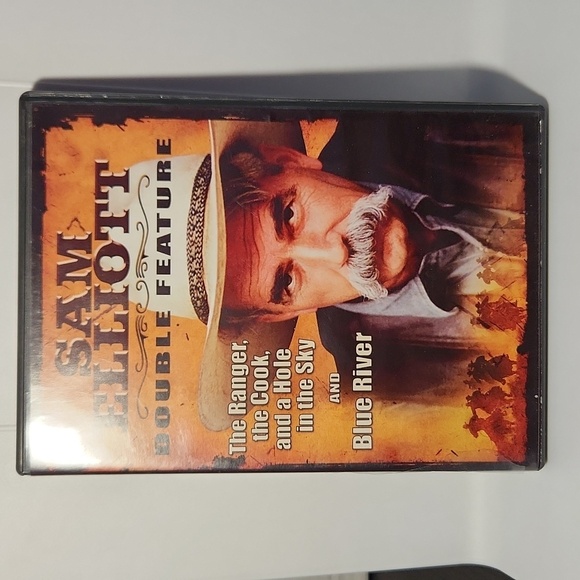 SAM
ELLIOTT
DOUBLE FEATURE
The Ranger,
the Cook,
and a Hole
in the Sky
AND
Blue River